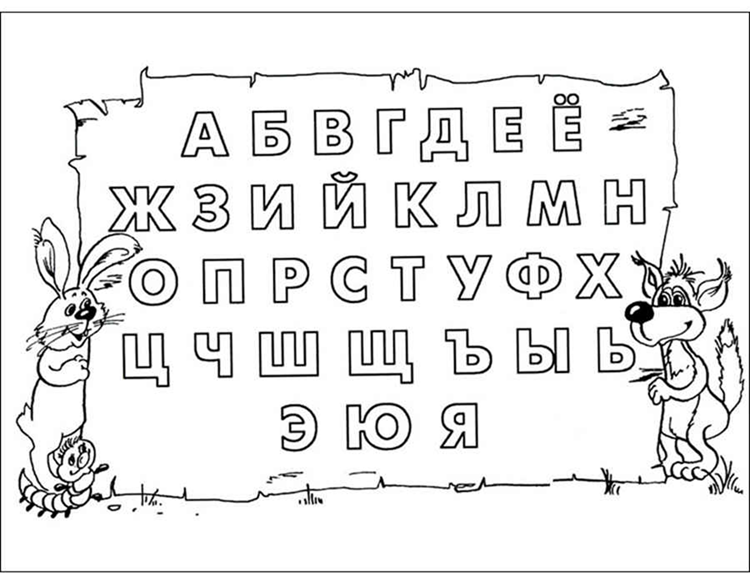 А Б В Г Д Е Ё
Ж З И Й К Л М Н
О П Р С Т У Ф Х
Ц Ч Ш Щ Ъ Ы Ь
Э Ю Я